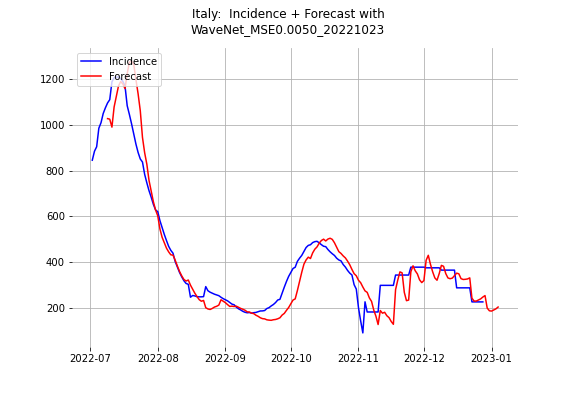 Italy:  Incidence + Forecast with
WaveNet_MSE0.0050_20221023
Incidence
Forecast
1200
1000
800
600
400
200
2022-07 2022-08 2022-09 2022-10 2022-11 2022-12 2023-01